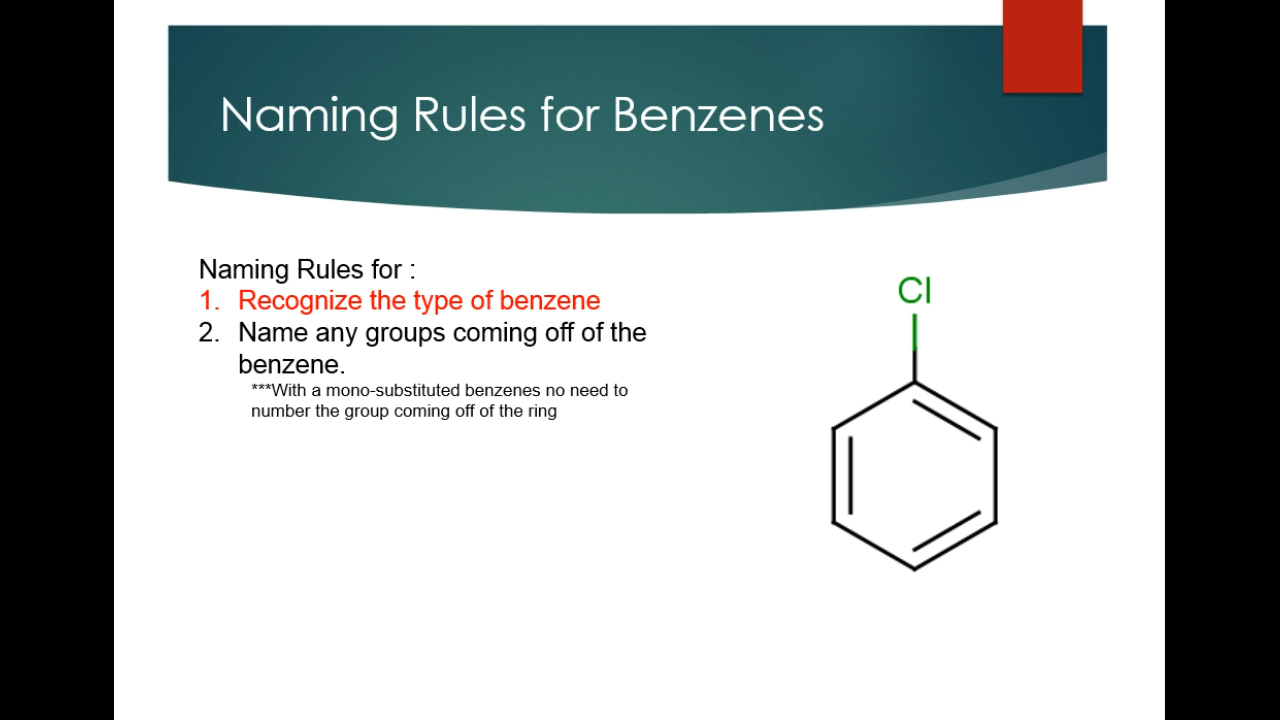 Naming Rules for Benzenes
Naming Rules for :
1. Recognize the type of benzene
2. Name any groups coming off of the
benzene.
***With a mono-substituted benzenes no need to
number the group coming off of the ring
Cl